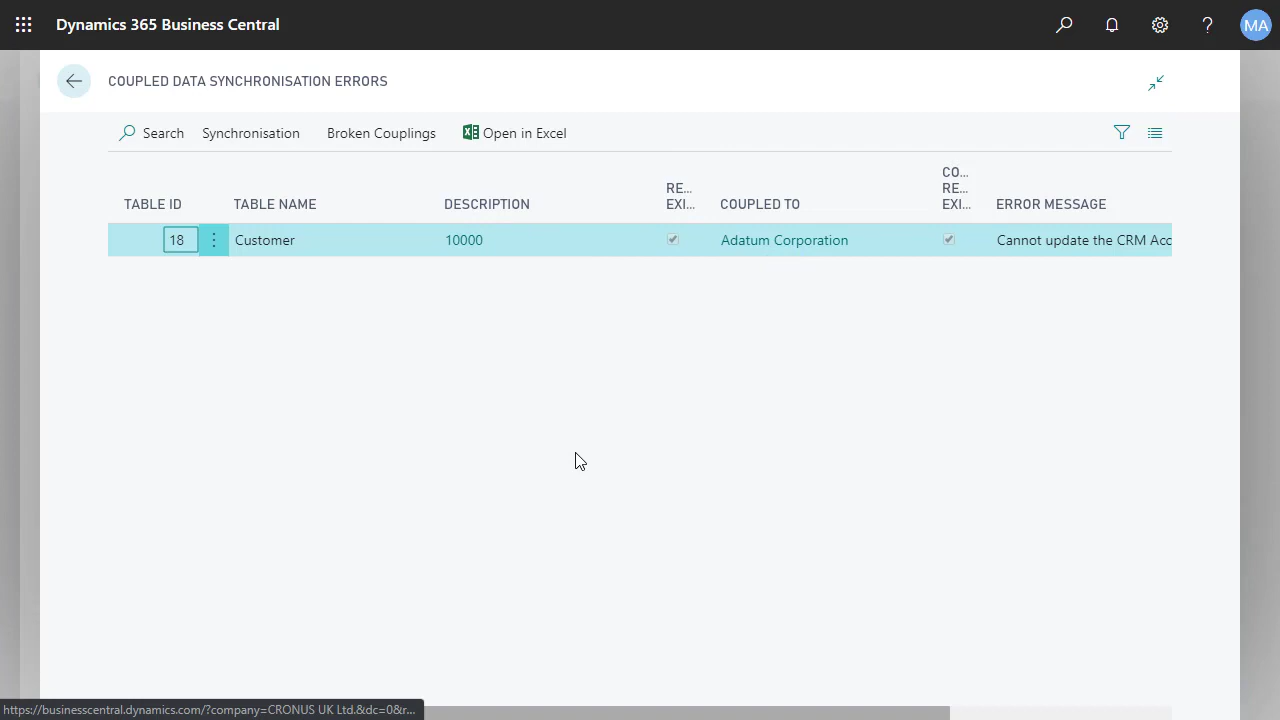 Dynamics 365 Business Central
MA
COUPLED DATA SYNCHRONISATION ERRORS
Search Synchronisation Broken Couplings Open in Excel
TABLE ID TABLE NAME DESCRIPTION RE... EXI... COUPLED TO CO... RE... EXI... ERROR MESSAGE
18 Customer 10000 Adatum Corporation Cannot update the CRM Acc
https://businesscentral.dynamics.com/?company=CRONUS UK Ltd.&dc=0&r...